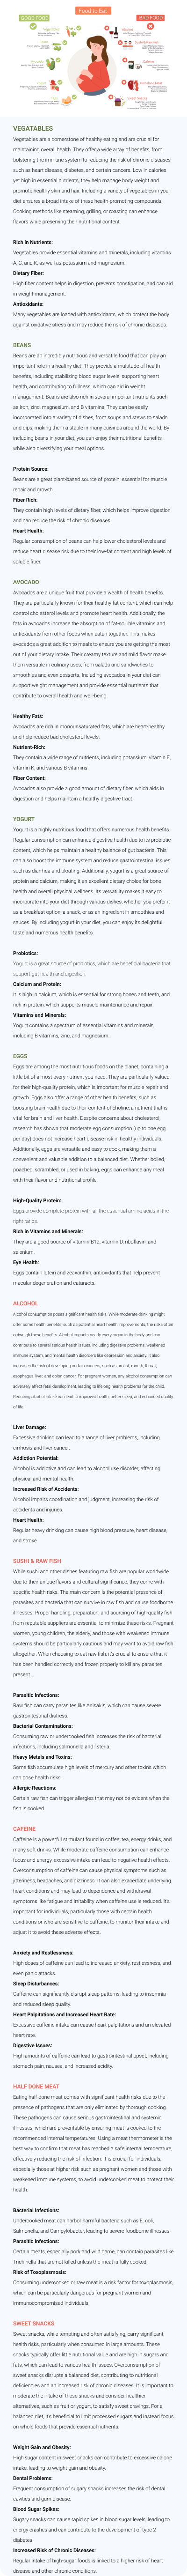 Food to Eat
GOOD FOOD
BAD FOOD
VEGATABLES
Vegetables are a cornerstone of healthy eating and are crucial for
maintaining overall health. They offer a wide array of benefits, from
bolstering the immune system to reducing the risk of chronic diseases
such as heart disease, diabetes, and certain cancers. Low in calories
yet high in essential nutrients, they help manage body weight and
promote healthy skin and hair. Including a variety of vegetables in your
diet ensures a broad intake of these health-promoting compounds.
Cooking methods like steaming, grilling, or roasting can enhance
flavors while preserving their nutritional content.
Rich in Nutrients:
Vegetables provide essential vitamins and minerals, including vitamins
A, C, and K, as well as potassium and magnesium.
Dietary Fiber:
High fiber content helps in digestion, prevents constipation, and can aid
in weight management.
Antioxidants:
Many vegetables are loaded with antioxidants, which protect the body
against oxidative stress and may reduce the risk of chronic diseases.
BEANS
Beans are an incredibly nutritious and versatile food that can play an
important role in a healthy diet. They provide a multitude of health
benefits, including stabilizing blood sugar levels, supporting heart
health, and contributing to fullness, which can aid in weight
management. Beans are also rich in several important nutrients such
as iron, zinc, magnesium, and B vitamins. They can be easily
incorporated into a variety of dishes, from soups and stews to salads
and dips, making them a staple in many cuisines around the world. By
including beans in your diet, you can enjoy their nutritional benefits
while also diversifying your meal options.
Protein Source:
Beans are a great plant-based source of protein, essential for muscle
repair and growth.
Fiber Rich:
They contain high levels of dietary fiber, which helps improve digestion
and can reduce the risk of chronic diseases.
Heart Health:
Regular consumption of beans can help lower cholesterol levels and
reduce heart disease risk due to their low-fat content and high levels of
soluble fiber.
AVOCADO
Avocados are a unique fruit that provide a wealth of health benefits.
They are particularly known for their healthy fat content, which can help
control cholesterol levels and promote heart health. Additionally, the
fats in avocados increase the absorption of fat-soluble vitamins and
antioxidants from other foods when eaten together. This makes
avocados a great addition to meals to ensure you are getting the most
out of your dietary intake. Their creamy texture and mild flavor make
them versatile in culinary uses, from salads and sandwiches to
smoothies and even desserts. Including avocados in your diet can
support weight management and provide essential nutrients that
contribute to overall health and well-being.
Healthy Fats:
Avocados are rich in monounsaturated fats, which are heart-healthy
and help reduce bad cholesterol levels.
Nutrient-Rich:
They contain a wide range of nutrients, including potassium, vitamin E,
vitamin K, and various B vitamins.
Fiber Content:
Avocados also provide a good amount of dietary fiber, which aids in
digestion and helps maintain a healthy digestive tract.
YOGURT
Yogurt is a highly nutritious food that offers numerous health benefits.
Regular consumption can enhance digestive health due to its probiotic
content, which helps maintain a healthy balance of gut bacteria. This
can also boost the immune system and reduce gastrointestinal issues
such as diarrhea and bloating. Additionally, yogurt is a great source of
protein and calcium, making it an excellent dietary choice for bone
health and overall physical wellness. Its versatility makes it easy to
incorporate into your diet through various dishes, whether you prefer it
as a breakfast option, a snack, or as an ingredient in smoothies and
sauces. By including yogurt in your diet, you can enjoy its delightful
taste and numerous health benefits.
Probiotics:
Yogurt is a great source of probiotics, which are beneficial bacteria that
support gut health and digestion.
Calcium and Protein:
It is high in calcium, which is essential for strong bones and teeth, and
rich in protein, which supports muscle maintenance and repair.
Vitamins and Minerals:
Yogurt contains a spectrum of essential vitamins and minerals,
including B vitamins, zinc, and magnesium.
EGGS
Eggs are among the most nutritious foods on the planet, containing a
little bit of almost every nutrient you need. They are particularly valued
for their high-quality protein, which is important for muscle repair and
growth. Eggs also offer a range of other health benefits, such as
boosting brain health due to their content of choline, a nutrient that is
vital for brain and liver health. Despite concerns about cholesterol,
research has shown that moderate egg consumption (up to one egg
per day) does not increase heart disease risk in healthy individuals.
Additionally, eggs are versatile and easy to cook, making them a
convenient and valuable addition to a balanced diet. Whether boiled,
poached, scrambled, or used in baking, eggs can enhance any meal
with their flavor and nutritional profile.
High-Quality Protein:
Eggs provide complete protein with all the essential amino acids in the
right ratios.
Rich in Vitamins and Minerals:
They are a good source of vitamin B12, vitamin D, riboflavin, and
selenium.
Eye Health:
Eggs contain lutein and zeaxanthin, antioxidants that help prevent
macular degeneration and cataracts.
ALCOHOL
Alcohol consumption poses significant health risks. While moderate drinking might
offer some health benefits, such as potential heart health improvements, the risks often
outweigh these benefits. Alcohol impacts nearly every organ in the body and can
contribute to several serious health issues, including digestive problems, weakened
immune system, and mental health disorders like depression and anxiety. It also
increases the risk of developing certain cancers, such as breast, mouth, throat,
esophagus, liver, and colon cancer. For pregnant women, any alcohol consumption can
adversely affect fetal development, leading to lifelong health problems for the child.
Reducing alcohol intake can lead to improved health, better sleep, and enhanced quality
of life.
Liver Damage:
Excessive drinking can lead to a range of liver problems, including
cirrhosis and liver cancer.
Addiction Potential:
Alcohol is addictive and can lead to alcohol use disorder, affecting
physical and mental health.
Increased Risk of Accidents:
Alcohol impairs coordination and judgment, increasing the risk of
accidents and injuries.
Heart Health:
Regular heavy drinking can cause high blood pressure, heart disease,
and stroke.
SUSHI & RAW FISH
While sushi and other dishes featuring raw fish are popular worldwide
due to their unique flavors and cultural significance, they come with
specific health risks. The main concern is the potential presence of
parasites and bacteria that can survive in raw fish and cause foodborne
illnesses. Proper handling, preparation, and sourcing of high-quality fish
from reputable suppliers are essential to minimize these risks. Pregnant
women, young children, the elderly, and those with weakened immune
systems should be particularly cautious and may want to avoid raw fish
altogether. When choosing to eat raw fish, it's crucial to ensure that it
has been handled correctly and frozen properly to kill any parasites
present.
Parasitic Infections:
Raw fish can carry parasites like Anisakis, which can cause severe
gastrointestinal distress.
Bacterial Contaminations:
Consuming raw or undercooked fish increases the risk of bacterial
infections, including salmonella and listeria.
Heavy Metals and Toxins:
Some fish accumulate high levels of mercury and other toxins which
can pose health risks.
Allergic Reactions:
Certain raw fish can trigger allergies that may not be evident when the
fish is cooked.
CAFEINE
Caffeine is a powerful stimulant found in coffee, tea, energy drinks, and
many soft drinks. While moderate caffeine consumption can enhance
focus and energy, excessive intake can lead to negative health effects.
Overconsumption of caffeine can cause physical symptoms such as
jitteriness, headaches, and dizziness. It can also exacerbate underlying
heart conditions and may lead to dependence and withdrawal
symptoms like fatigue and irritability when caffeine use is reduced. It's
important for individuals, particularly those with certain health
conditions or who are sensitive to caffeine, to monitor their intake and
adjust it to avoid these adverse effects.
Anxiety and Restlessness:
High doses of caffeine can lead to increased anxiety, restlessness, and
even panic attacks.
Sleep Disturbances:
Caffeine can significantly disrupt sleep patterns, leading to insomnia
and reduced sleep quality.
Heart Palpitations and Increased Heart Rate:
Excessive caffeine intake can cause heart palpitations and an elevated
heart rate.
Digestive Issues:
High amounts of caffeine can lead to gastrointestinal upset, including
stomach pain, nausea, and increased acidity.
HALF DONE MEAT
Eating half-done meat comes with significant health risks due to the
presence of pathogens that are only eliminated by thorough cooking.
These pathogens can cause serious gastrointestinal and systemic
illnesses, which are preventable by ensuring meat is cooked to the
recommended internal temperatures. Using a meat thermometer is the
best way to confirm that meat has reached a safe internal temperature,
effectively reducing the risk of infection. It is crucial for individuals,
especially those at higher risk such as pregnant women and those with
weakened immune systems, to avoid undercooked meat to protect their
health.
Bacterial Infections:
Undercooked meat can harbor harmful bacteria such as E. coli,
Salmonella, and Campylobacter, leading to severe foodborne illnesses.
Parasitic Infections:
Certain meats, especially pork and wild game, can contain parasites like
Trichinella that are not killed unless the meat is fully cooked.
Risk of Toxoplasmosis:
Consuming undercooked or raw meat is a risk factor for toxoplasmosis,
which can be particularly dangerous for pregnant women and
immunocompromised individuals.
SWEET SNACKS
Sweet snacks, while tempting and often satisfying, carry significant
health risks, particularly when consumed in large amounts. These
snacks typically offer little nutritional value and are high in sugars and
fats, which can lead to various health issues. Overconsumption of
sweet snacks disrupts a balanced diet, contributing to nutritional
deficiencies and an increased risk of chronic diseases. It is important to
moderate the intake of these snacks and consider healthier
alternatives, such as fruit or yogurt, to satisfy sweet cravings. For a
balanced diet, it's beneficial to limit processed sugars and instead focus
on whole foods that provide essential nutrients.
Weight Gain and Obesity:
High sugar content in sweet snacks can contribute to excessive calorie
intake, leading to weight gain and obesity.
Dental Problems:
Frequent consumption of sugary snacks increases the risk of dental
cavities and gum disease.
Blood Sugar Spikes:
Sugary snacks can cause rapid spikes in blood sugar levels, leading to
energy crashes and can contribute to the development of type 2
diabetes.
Increased Risk of Chronic Diseases:
Regular intake of high-sugar foods is linked to a higher risk of heart
disease and other chronic conditions.